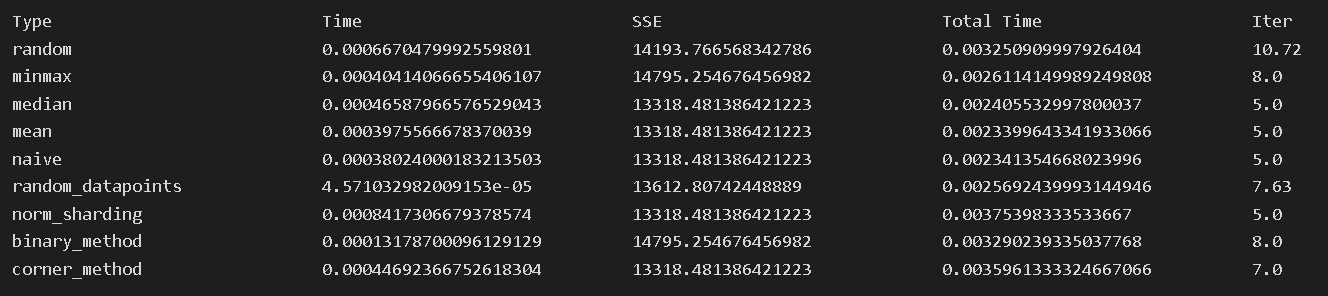 Type Time SSE Total Time Iter
random 0.0006670479992559801 14193.766568342786 0.003250909997926404 10.72
minmax 0.00040414066655406107 14795.254676456982 0.0026114149989249808 8.0
median 0.00046587966576529043 13318.481386421223 0.002405532997800037 5.0
mean 0.0003975566678370039 13318.481386421223 0.0023399643341933066 5.0
naive 0.00038024000183213503 13318.481386421223 0.002341354668023996 5.0
random_datapoints 4.571032982009153e-05 13612.80742448889 0.0025692439993144946 7.63
norm_sharding 0.0008417306679378574 13318.481386421223 0.00375398333533667 5.0
binary_method 0.00013178700096129129 14795.254676456982 0.003290239335037768 8.0
corner_method 0.00044692366752618304 13318.481386421223 0.0035961333324667066 7.0